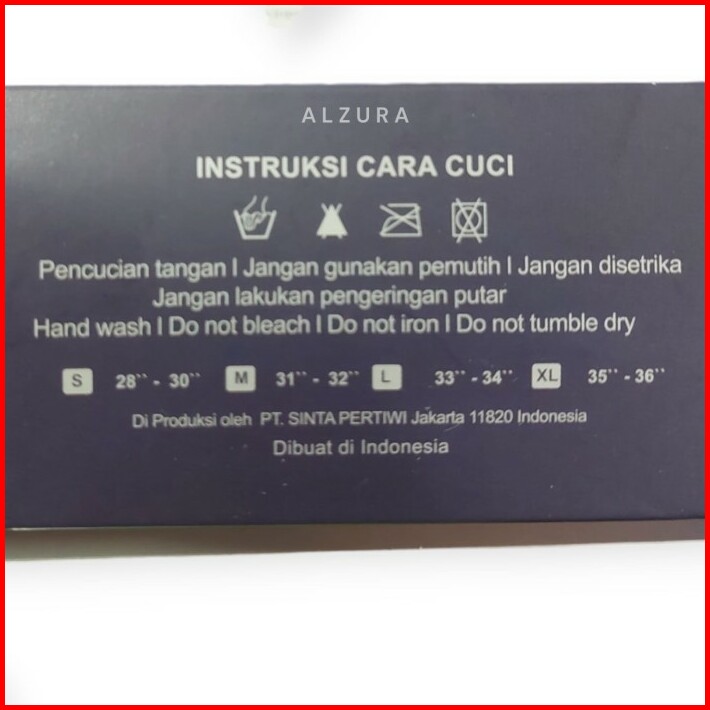 ALZURA
INSTRUKSI CARA CUCI
Pencucian tangan | Jangan gunakan pemutih | Jangan disetrika
Jangan lakukan pengeringan putar
Hand wash | Do not bleach | Do not iron | Do not tumble dry
S 28'' - 30'' M 31'' - 32'' L 33'' - 34'' XL 35'' - 36''
Di Produksi oleh PT. SINTA PERTIWI Jakarta 11820 Indonesia
Dibuat di Indonesia